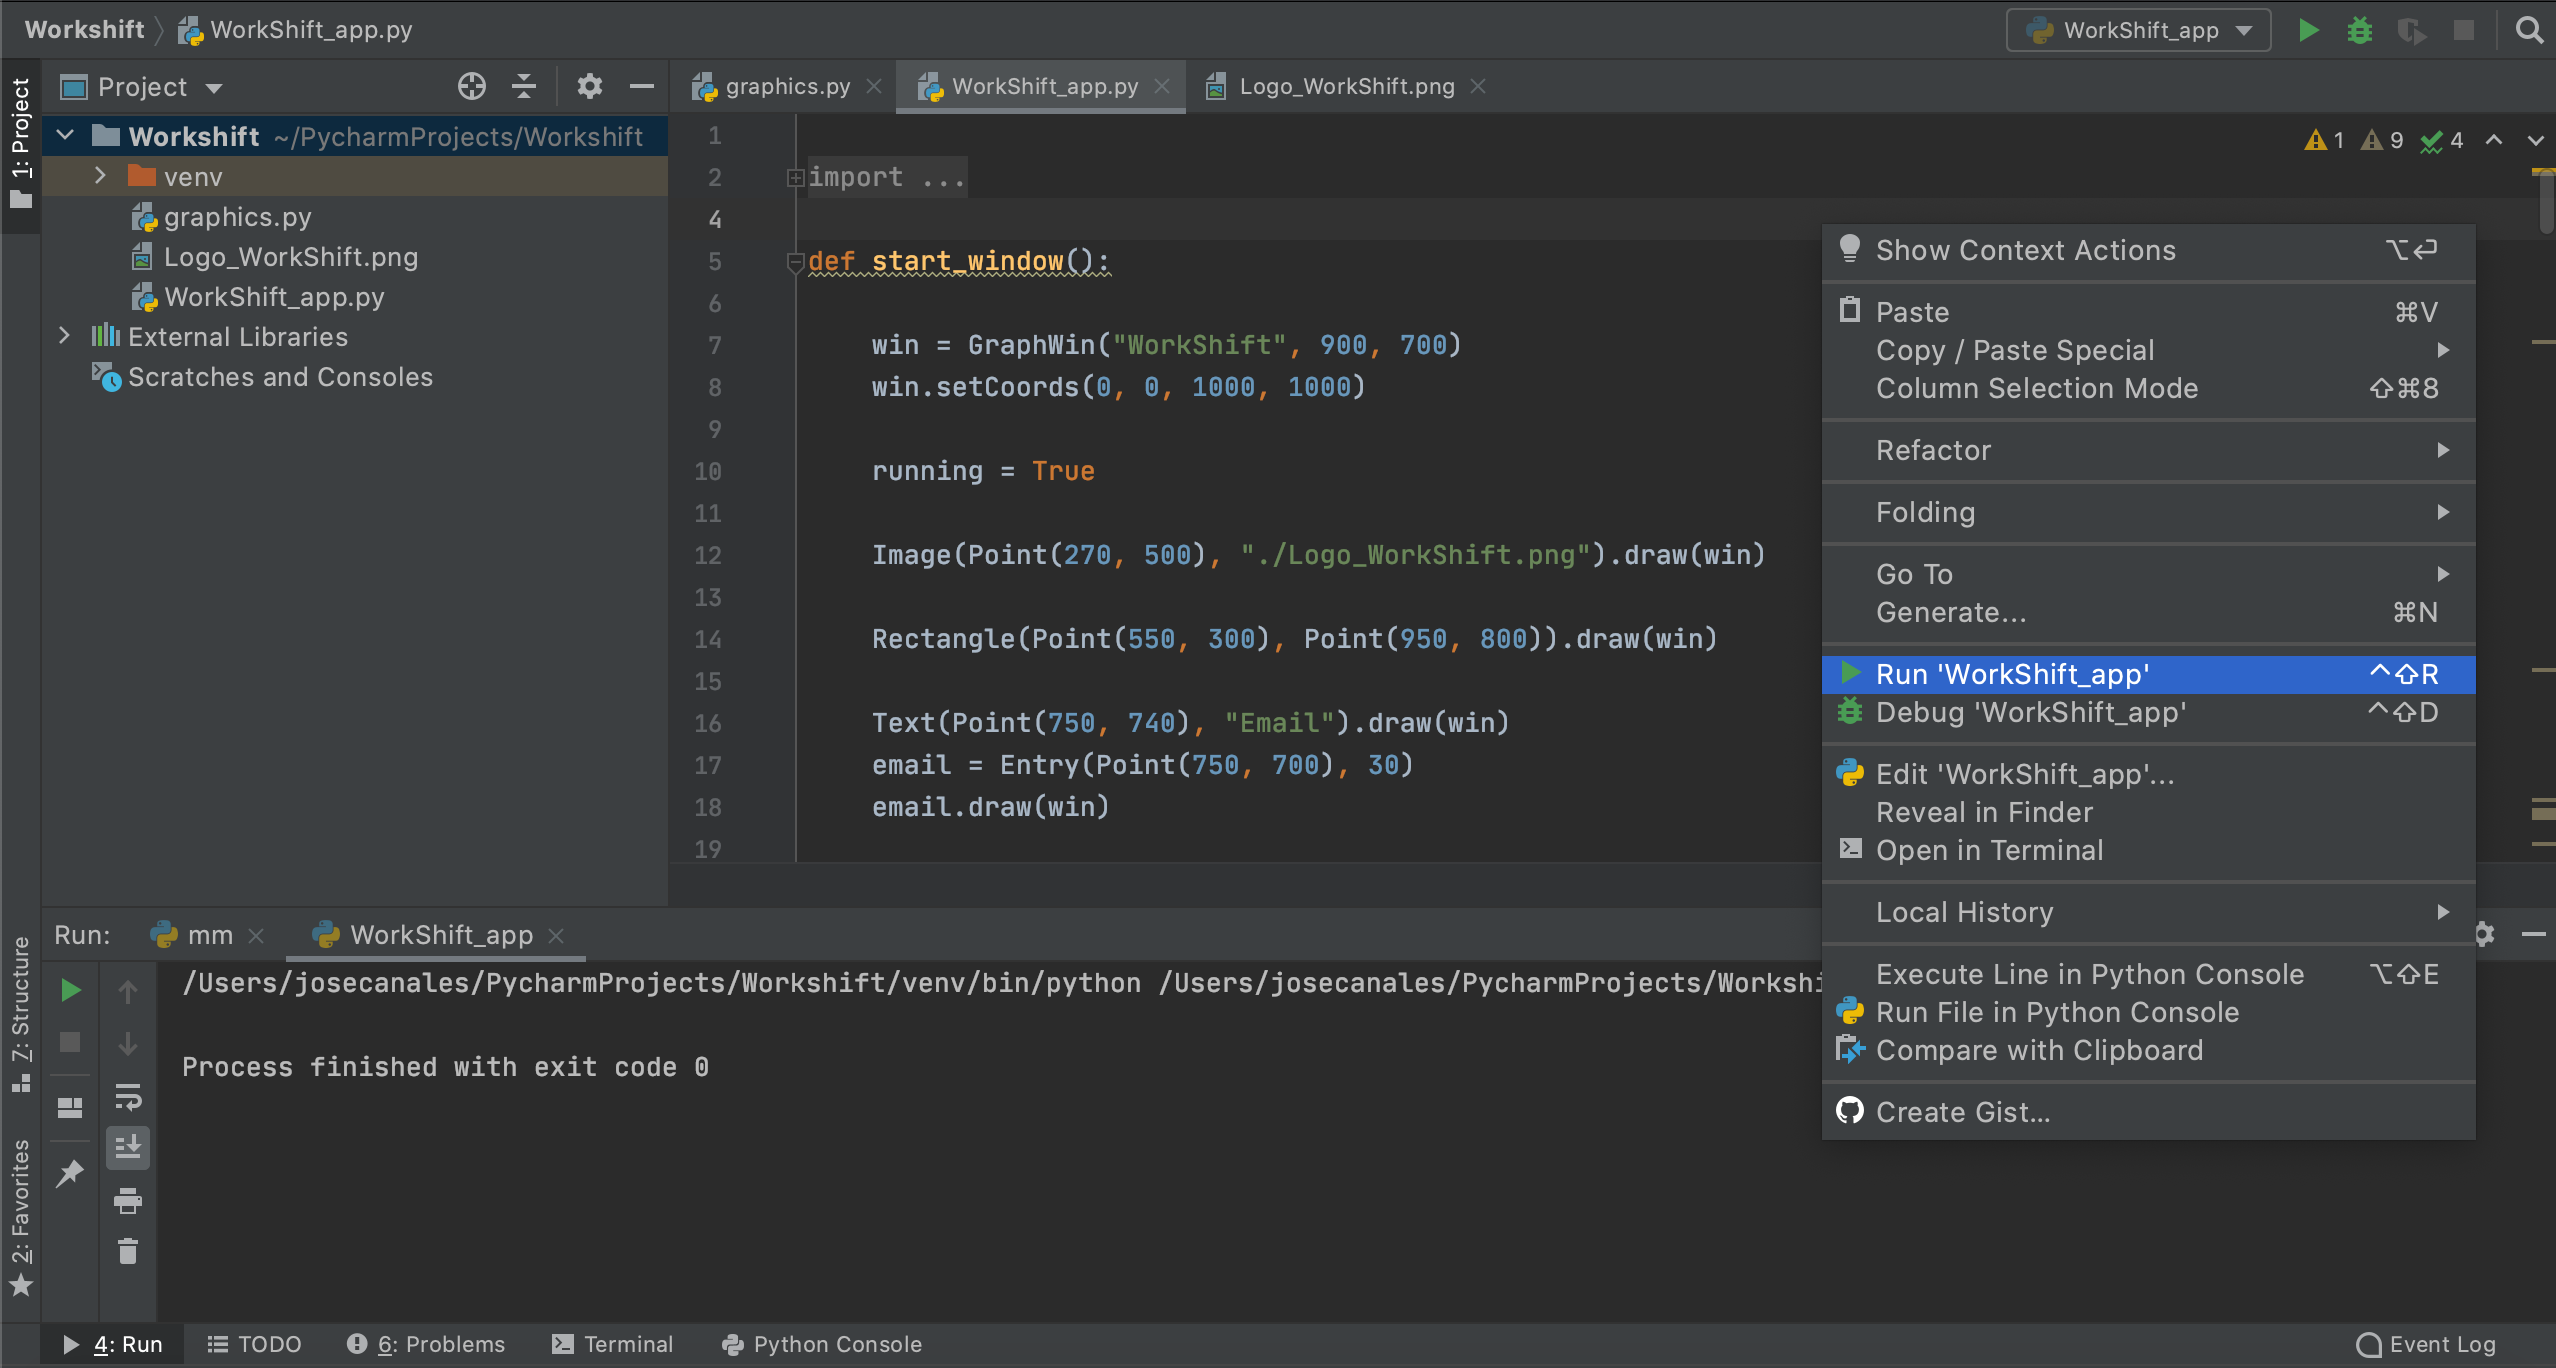 Workshift WorkShift_app.py WorkShift_app
1: Project
Project
graphics.py WorkShift_app.py Logo_WorkShift.png
Workshift ~/PycharmProjects/Workshift
venv
graphics.py
Logo_WorkShift.png
WorkShift_app.py
External Libraries
Scratches and Consoles
1 9 4
1
2 import ...
4
5 def start_window():
6
7 win = GraphWin("WorkShift", 900, 700)
8 win.setCoords(0, 0, 1000, 1000)
9
10 running = True
11
12 Image(Point(270, 500), "./Logo_WorkShift.png").draw(win)
13
14 Rectangle(Point(550, 300), Point(950, 800)).draw(win)
15
16 Text(Point(750, 740), "Email").draw(win)
17 email = Entry(Point(750, 700), 30)
18 email.draw(win)
19
Show Context Actions ⌥⏎
Paste ⌘V
Copy / Paste Special
Column Selection Mode ⇧⌘8
Refactor
Folding
Go To
Generate... ⌘N
Run 'WorkShift_app' ^⇧R
Debug 'WorkShift_app' ^⇧D
Edit 'WorkShift_app'...
Reveal in Finder
Open in Terminal
Local History
Execute Line in Python Console ⌥⇧E
Run File in Python Console
Compare with Clipboard
Create Gist...
Run: mm WorkShift_app
/Users/josecanales/PycharmProjects/Workshift/venv/bin/python /Users/josecanales/PycharmProjects/Workshi
Process finished with exit code 0
7: Structure
2: Favorites
4: Run TODO 6: Problems Terminal Python Console Event Log